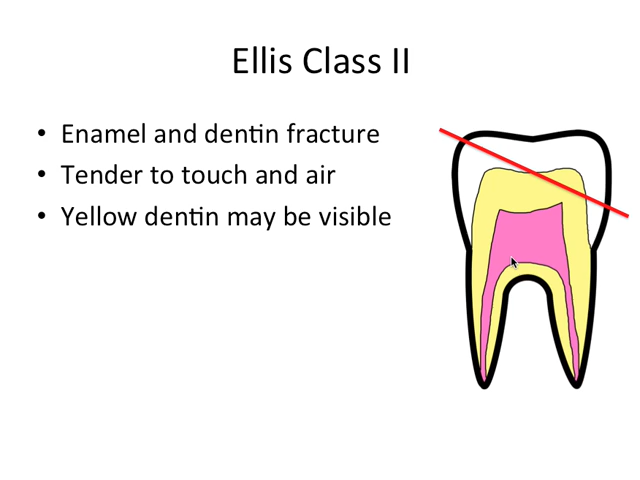 Ellis Class II
• Enamel and dentin fracture
• Tender to touch and air
• Yellow dentin may be visible